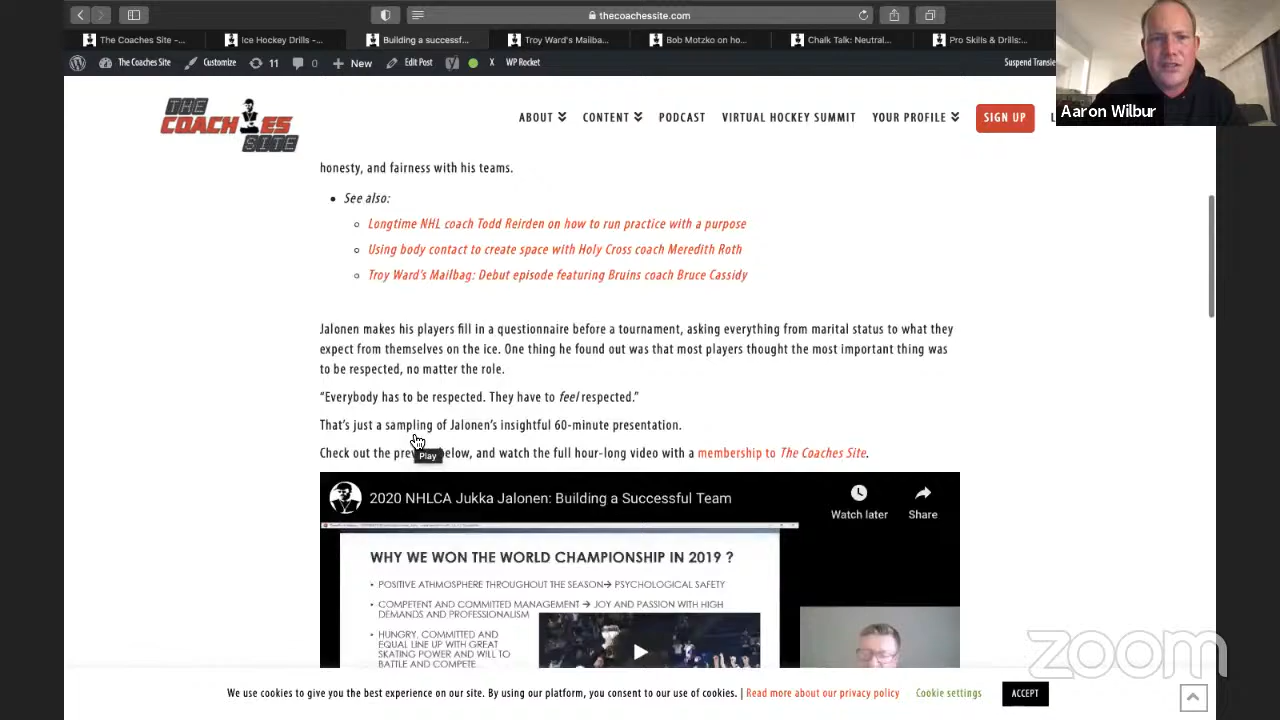 thecoachessite.com
The Coaches Site -...
Ice Hockey Drills -...
Building a successf...
Troy Ward's Mailba...
Bob Motzko on ho...
Chalk Talk: Neutral...
Pro Skills & Drills:...
The Coaches Site
Customize
11
0
New
Edit Post
X
WP Rocket
Suspend Transie
Aaron Wilbur
THE COACHES SITE
ABOUT
CONTENT
PODCAST
VIRTUAL HOCKEY SUMMIT
YOUR PROFILE
SIGN UP
L
honesty, and fairness with his teams.
See also:
Longtime NHL coach Todd Reirden on how to run practice with a purpose
Using body contact to create space with Holy Cross coach Meredith Roth
Troy Ward's Mailbag: Debut episode featuring Bruins coach Bruce Cassidy
Jalonen makes his players fill in a questionnaire before a tournament, asking everything from marital status to what they
expect from themselves on the ice. One thing he found out was that most players thought the most important thing was
to be respected, no matter the role.
“Everybody has to be respected. They have to feel respected.”
That's just a sampling of Jalonen's insightful 60-minute presentation.
Check out the prev below, and watch the full hour-long video with a membership to The Coaches Site.
Play
2020 NHLCA Jukka Jalonen: Building a Successful Team
Watch later
Share
WHY WE WON THE WORLD CHAMPIONSHIP IN 2019 ?
• POSITIVE ATHMOSPHERE THROUGHOUT THE SEASON→ PSYCHOLOGICAL SAFETY
• COMPETENT AND COMMITTED MANAGEMENT → JOY AND PASSION WITH HIGH
DEMANDS AND PROFESSIONALISM
• HUNGRY, COMMITTED AND
EQUAL LINE UP WITH GREAT
SKATING POWER AND WILL TO
BATTLE AND COMPETE
zoom
We use cookies to give you the best experience on our site. By using our platform, you consent to our use of cookies. | Read more about our privacy policy
Cookie settings
ACCEPT